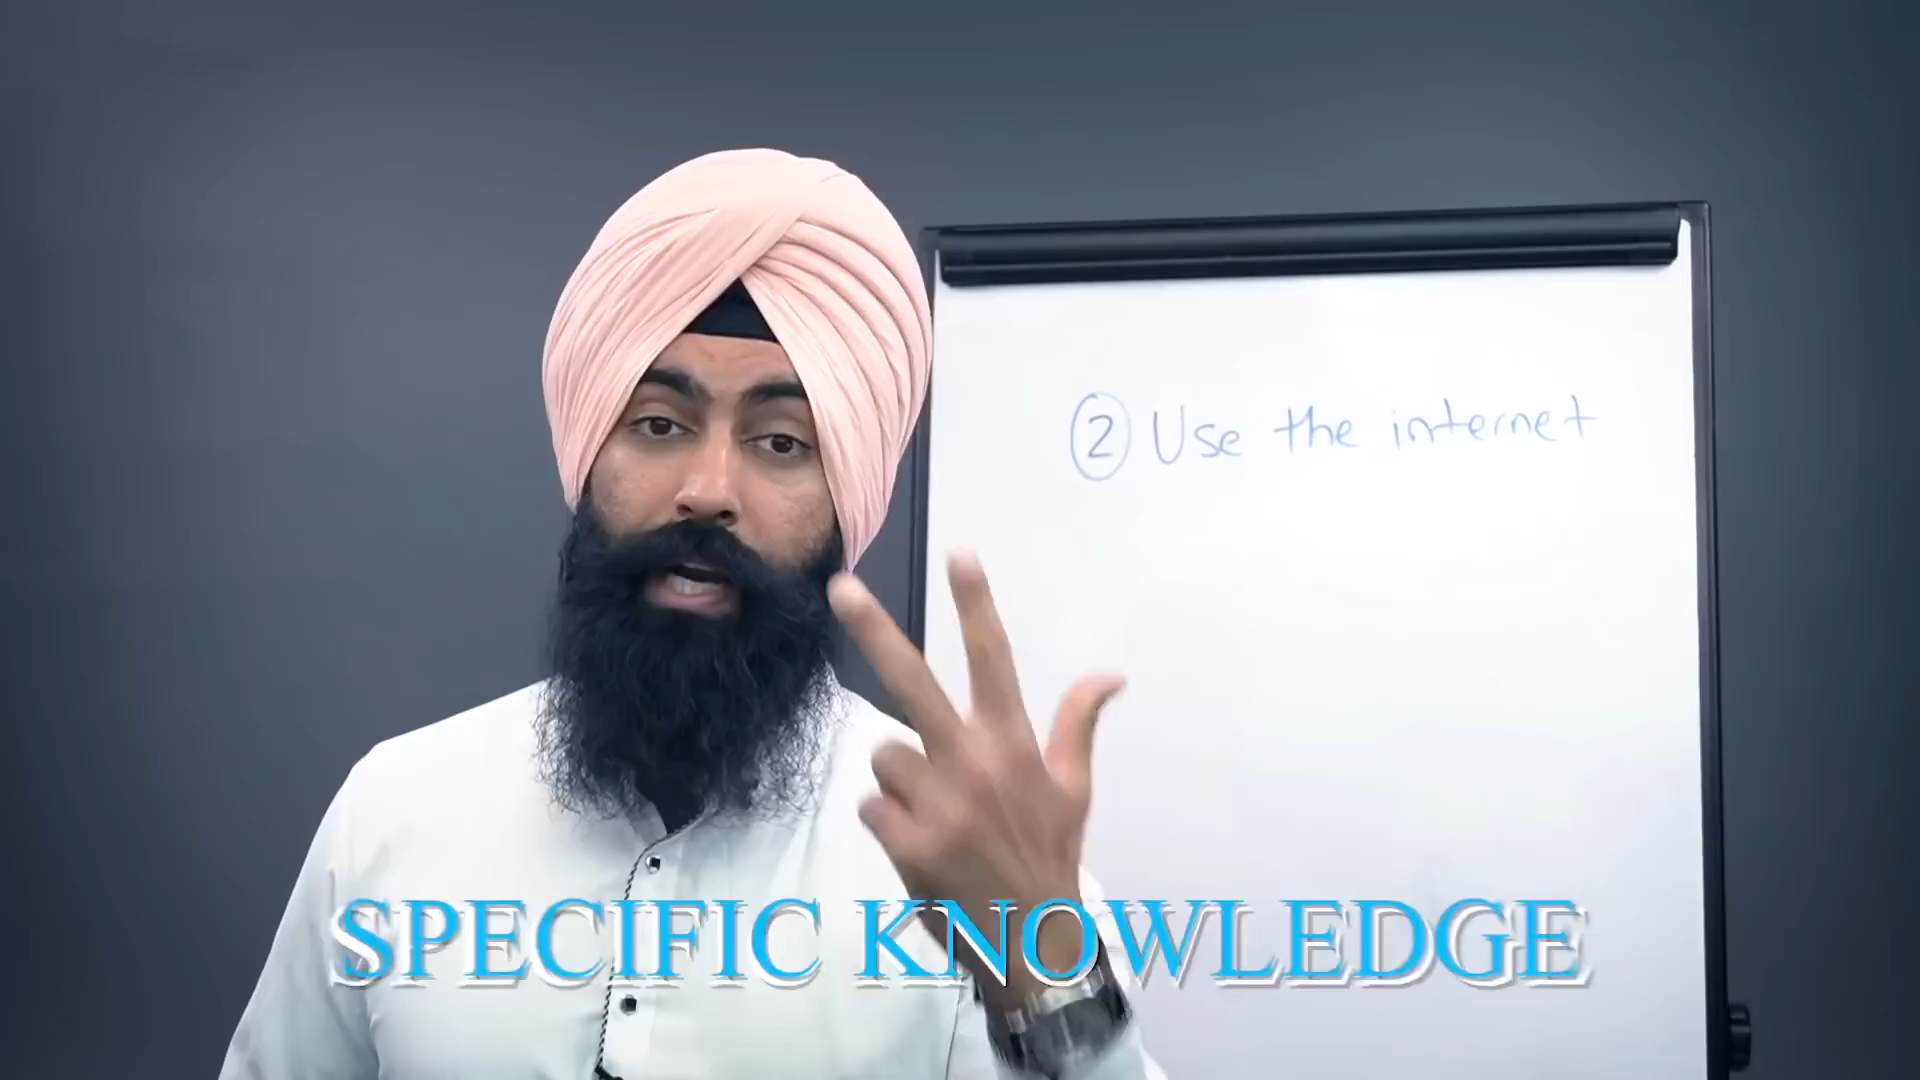 ② Use the internet
SPECIFIC KNOWLEDGE